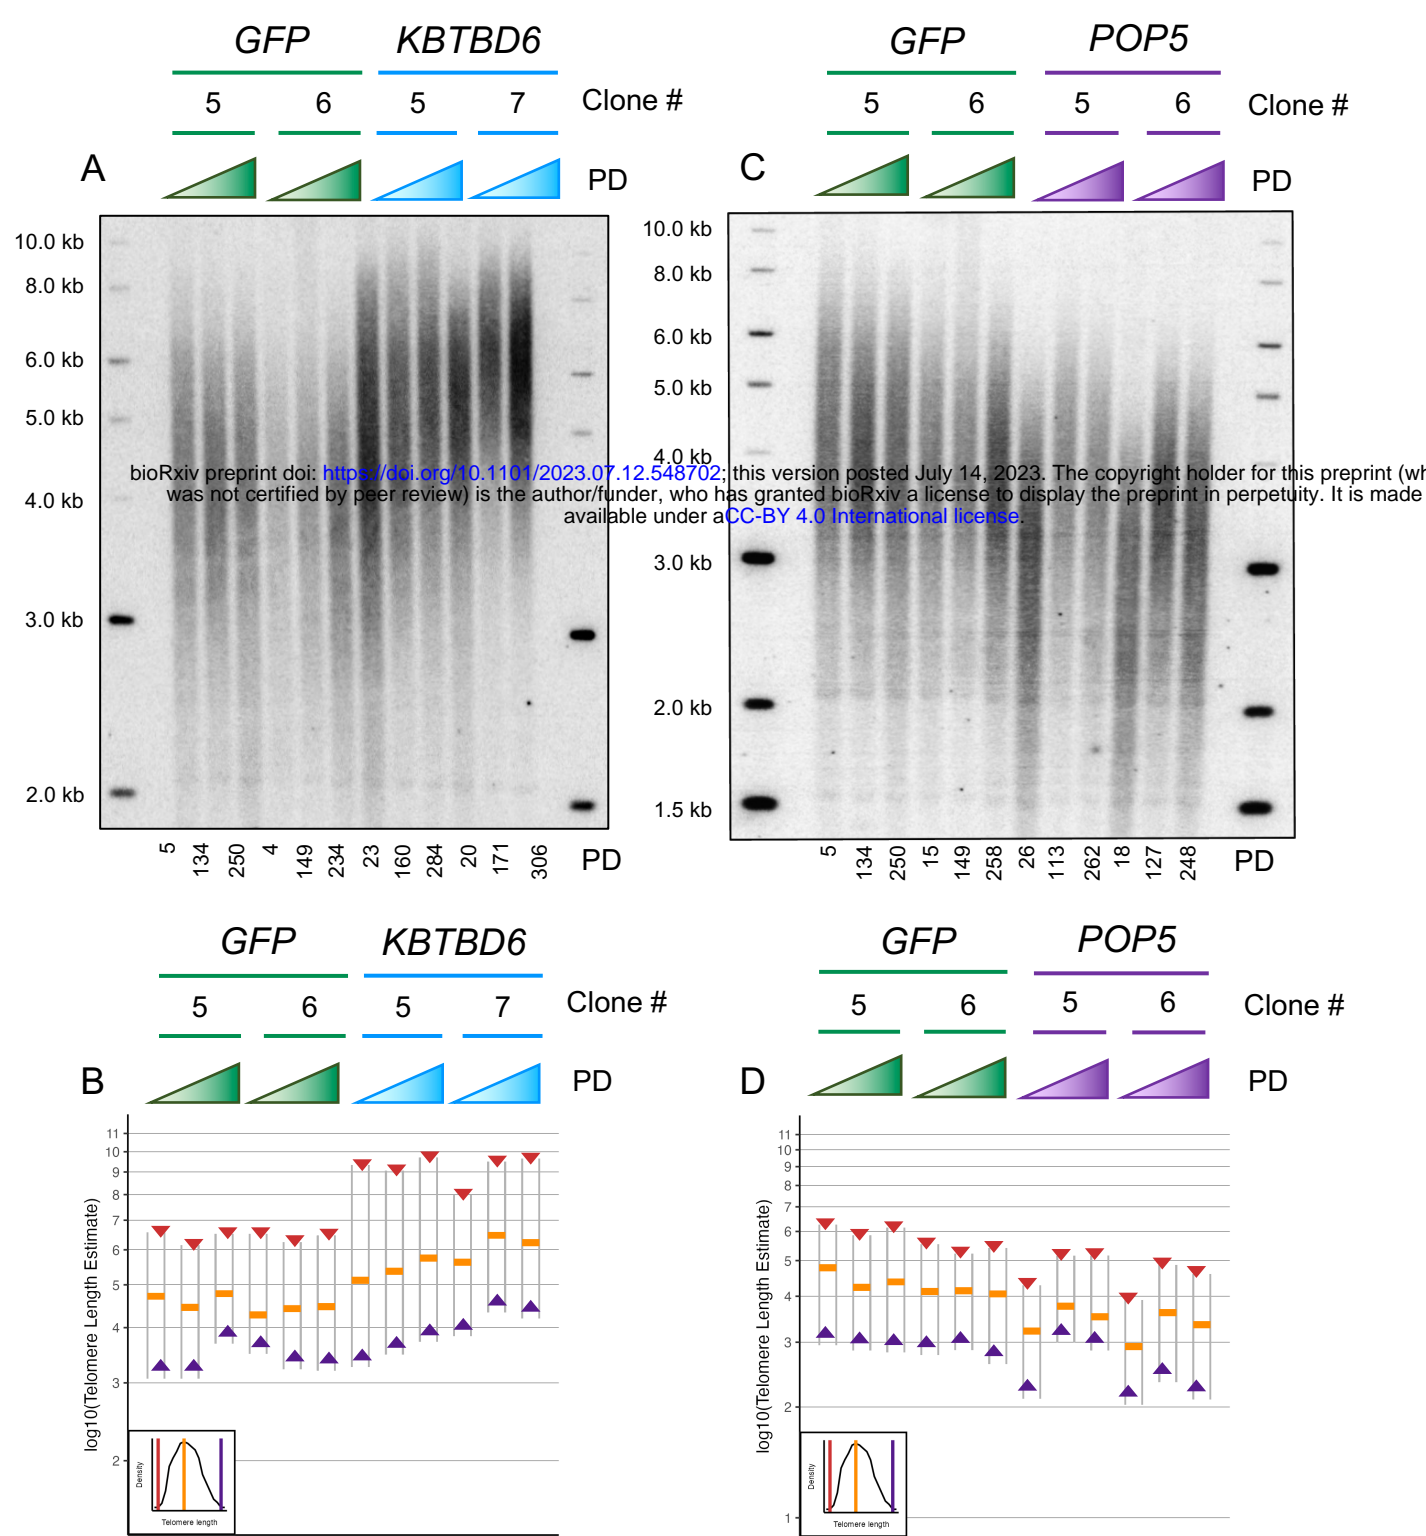 GFP KBTBD6
5 6 5 7 Clone #
A PD
10.0 kb
8.0 kb
6.0 kb
5.0 kb
4.0 kb
3.0 kb
2.0 kb
5 134 250 4 149 234 23 160 284 20 171 306 PD
GFP POP5
5 6 5 6 Clone #
C PD
10.0 kb
8.0 kb
6.0 kb
5.0 kb
4.0 kb
3.0 kb
2.0 kb
1.5 kb
5 134 250 15 149 258 26 113 262 18 127 248 PD
bioRxiv preprint doi: https://doi.org/10.1101/2023.07.12.548702; this version posted July 14, 2023. The copyright holder for this preprint (wh
was not certified by peer review) is the author/funder, who has granted bioRxiv a license to display the preprint in perpetuity. It is made
available under aCC-BY 4.0 International license.
GFP KBTBD6
5 6 5 7 Clone #
B PD
log10(Telomere Length Estimate)
11
10
9
8
7
6
5
4
3
2
Density
Telomere length
GFP POP5
5 6 5 6 Clone #
D PD
log10(Telomere Length Estimate)
11
10
9
8
7
6
5
4
3
2
1
Density
Telomere length